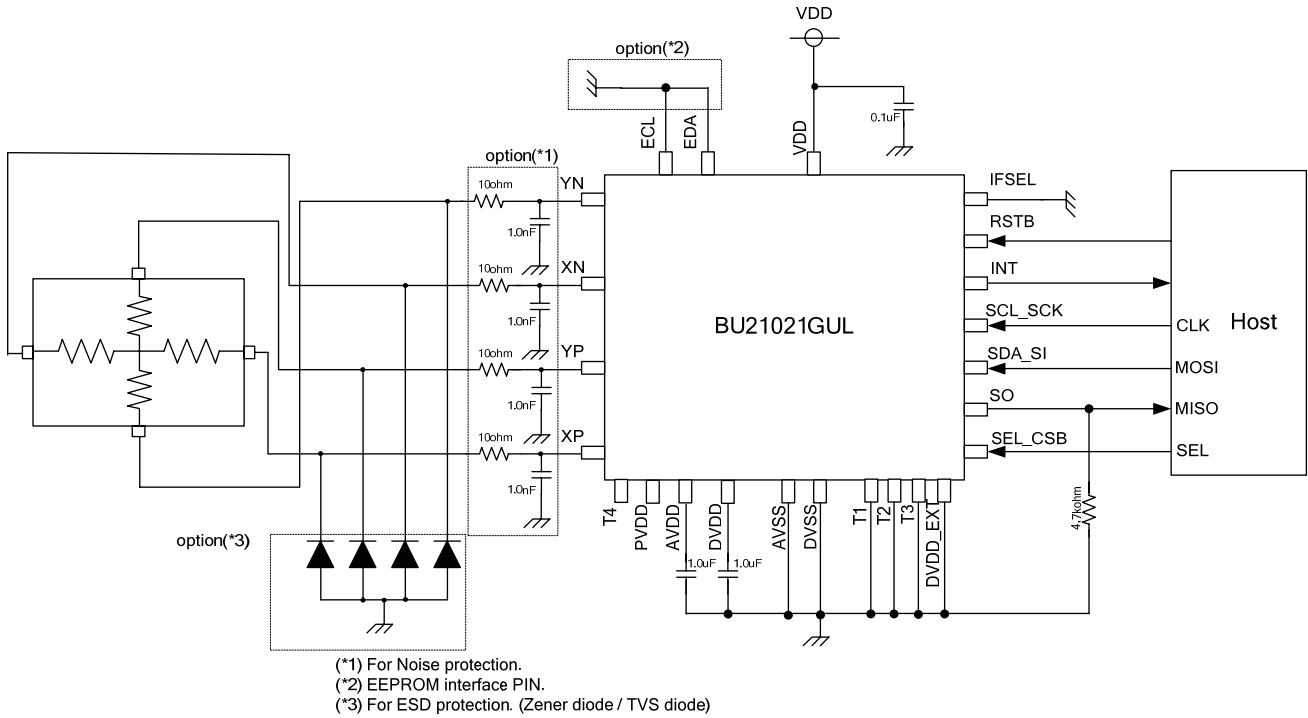 VDD
option(*2)
0.1uF
ECL
EDA
VDD
option(*1)
10ohm
YN
1.0nF
10ohm
XN
1.0nF
10ohm
YP
1.0nF
10ohm
XP
1.0nF
BU21021GUL
IFSEL
RSTB
INT
SCL_SCK
SDA_SI
SO
SEL_CSB
CLK
MOSI
MISO
SEL
Host
T4
PVDD
AVDD
DVDD
AVSS
DVSS
T1
T2
T3
DVDD_EXT
1.0uF
1.0uF
4.7kohm
option(*3)
(*1) For Noise protection.
(*2) EEPROM interface PIN.
(*3) For ESD protection. (Zener diode / TVS diode)